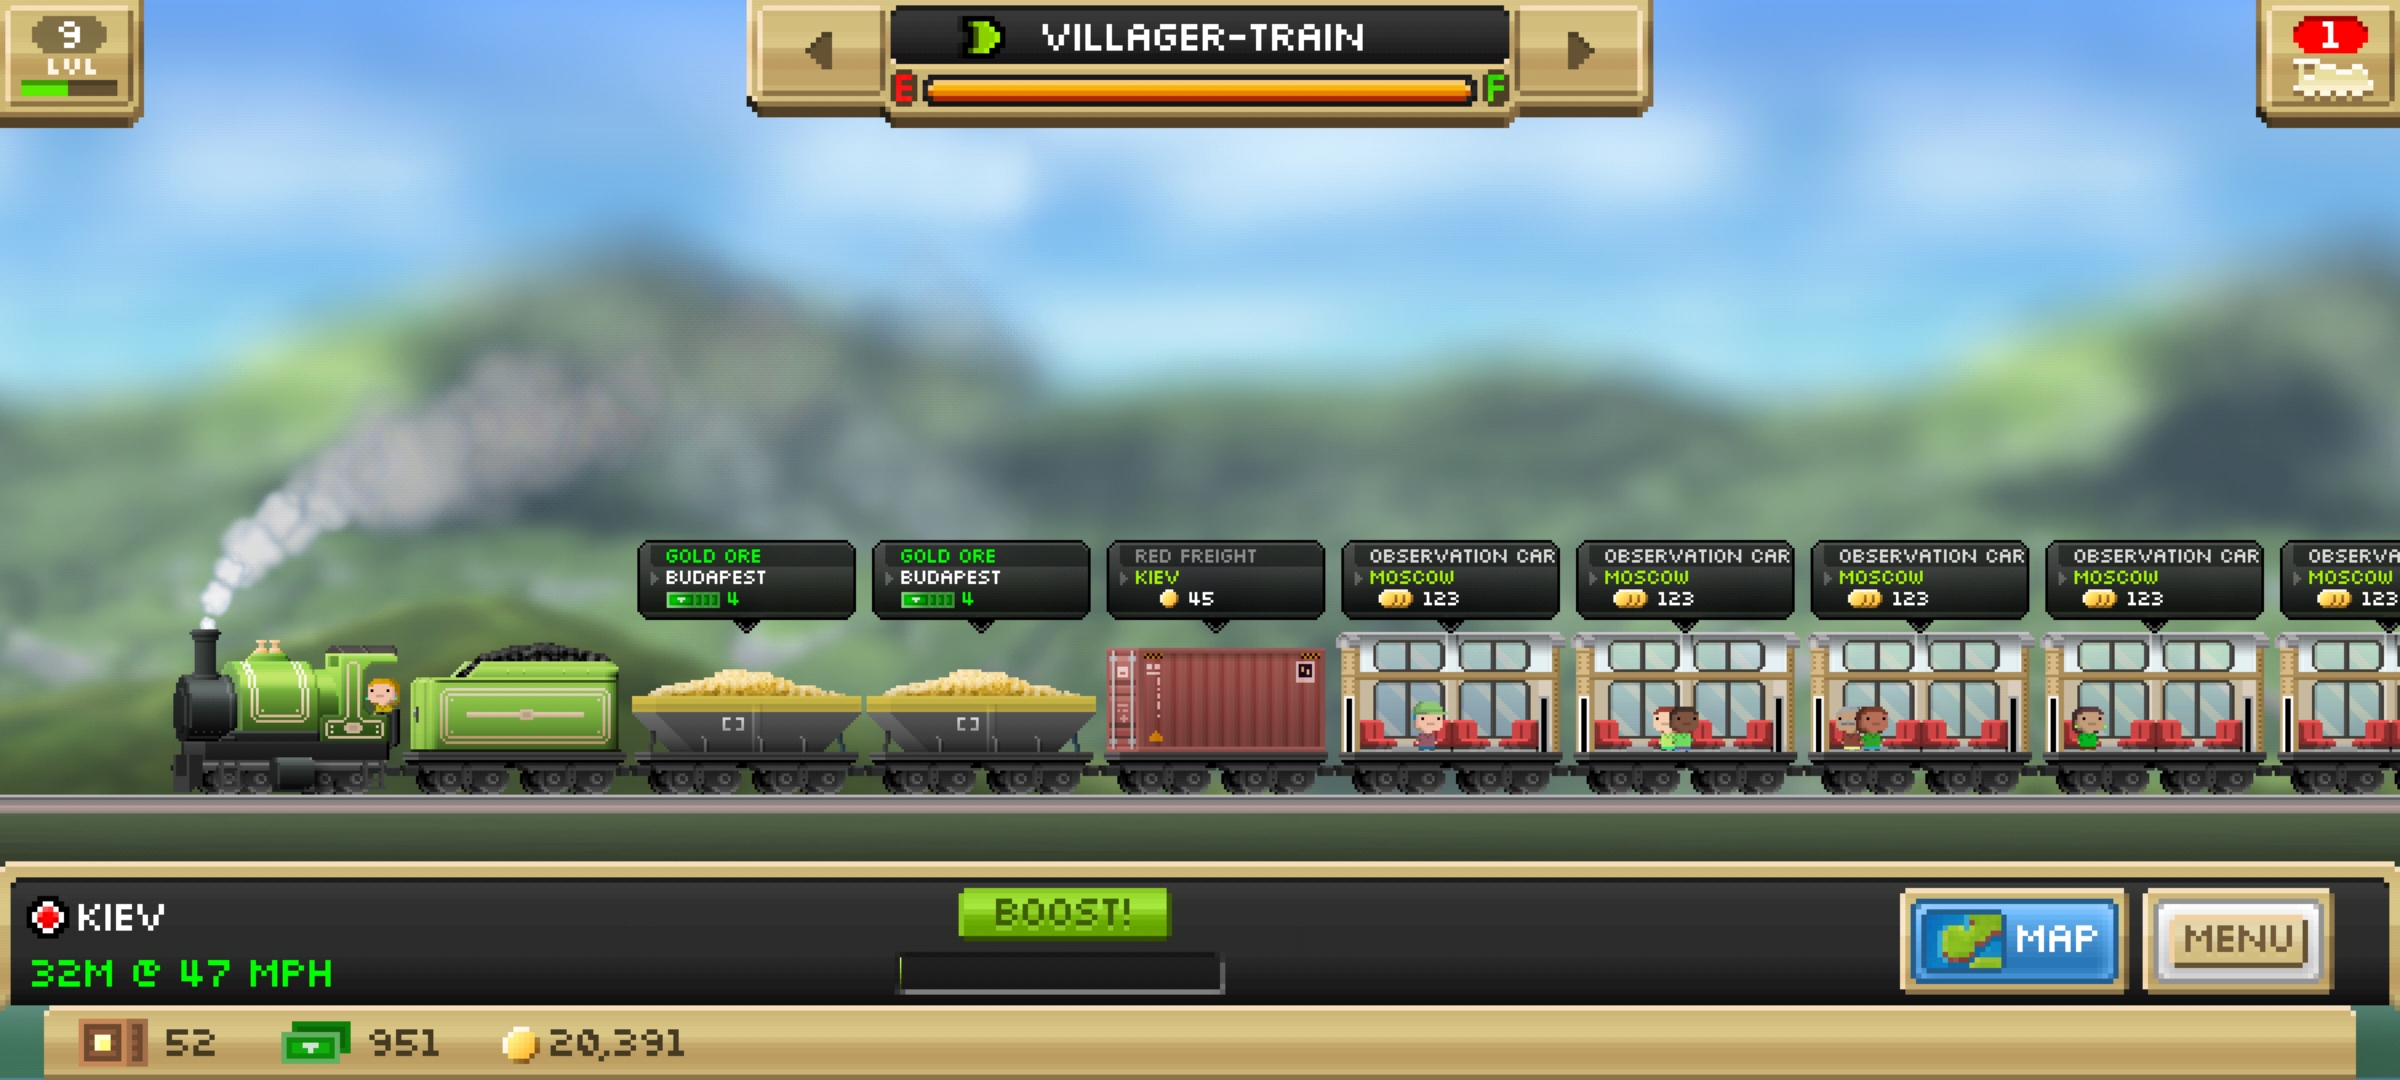 9
LVL
VILLAGER-TRAIN
E
F
1
GOLD ORE
BUDAPEST
4
GOLD ORE
BUDAPEST
4
RED FREIGHT
KIEV
45
OBSERVATION CAR
MOSCOW
123
OBSERVATION CAR
MOSCOW
123
OBSERVATION CAR
MOSCOW
123
OBSERVATION CAR
MOSCOW
123
OBSERVA
MOSCOW
123
KIEV
32M @ 47 MPH
BOOST!
MAP
MENU
52
951
20,391